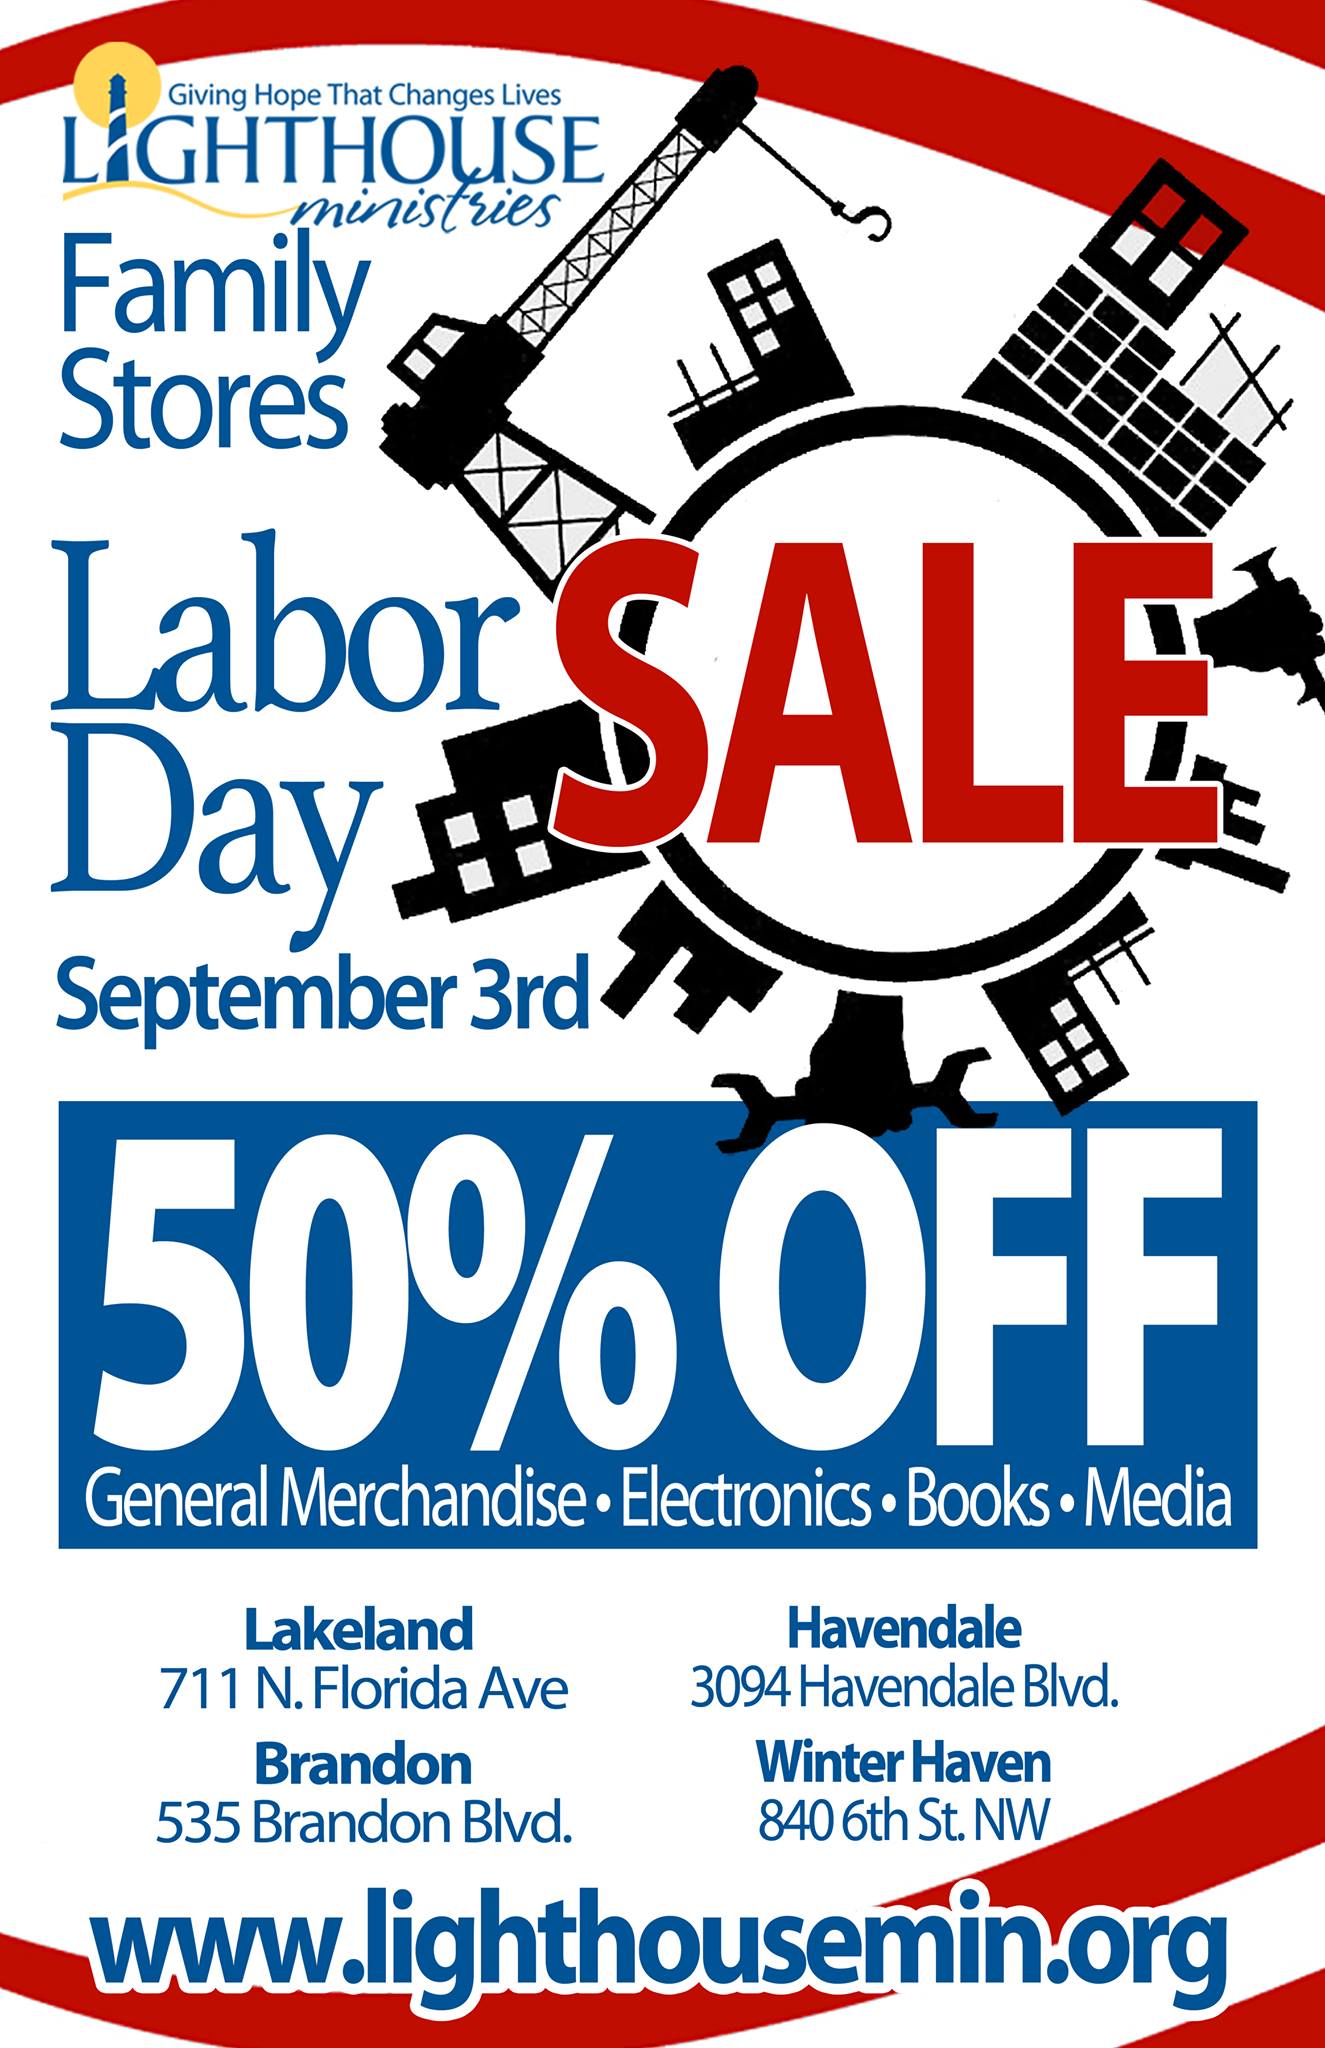 Giving Hope That Changes Lives
LIGHTHOUSE
ministries
Family
Stores
Labor
Day
SALE
September 3rd
50% OFF
General Merchandise • Electronics • Books • Media
Lakeland
711 N. Florida Ave
Havendale
3094 Havendale Blvd.
Brandon
535 Brandon Blvd.
Winter Haven
840 6th St. NW
www.lighthousemin.org